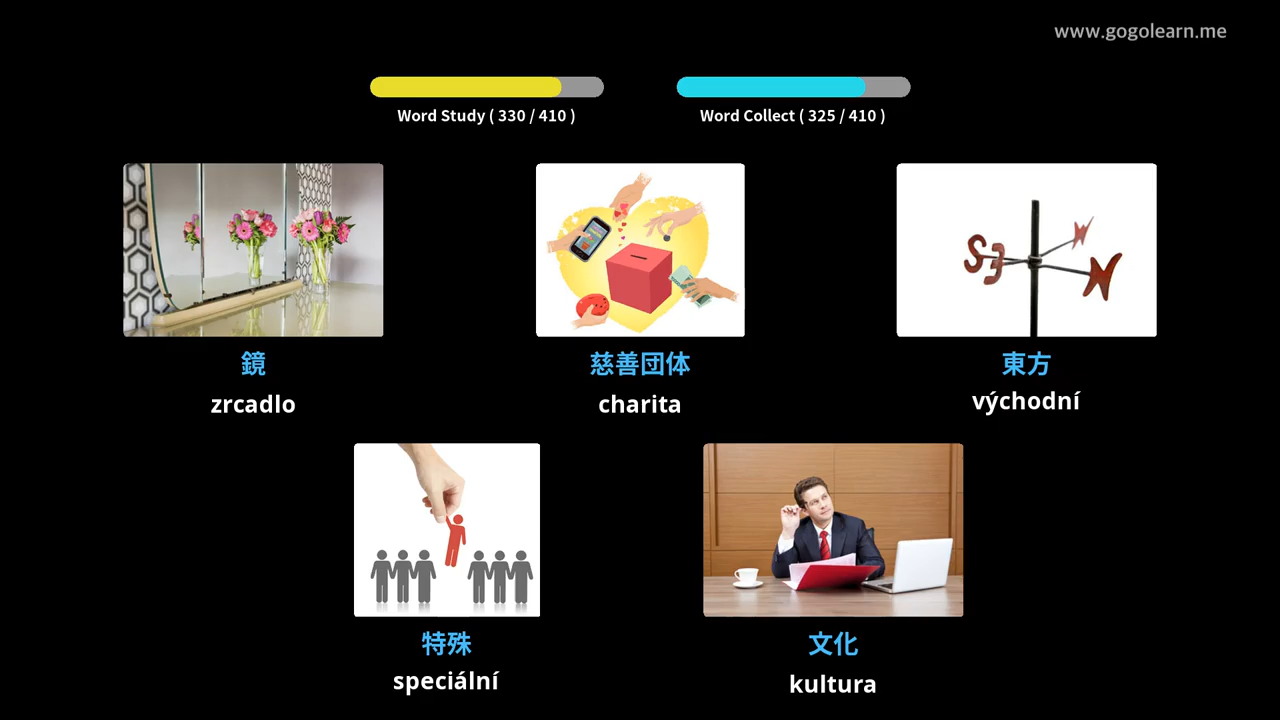 www.gogolearn.me
Word Study ( 330 / 410 )
Word Collect ( 325 / 410 )
鏡
zrcadlo
慈善団体
charita
東方
východní
特殊
speciální
文化
kultura